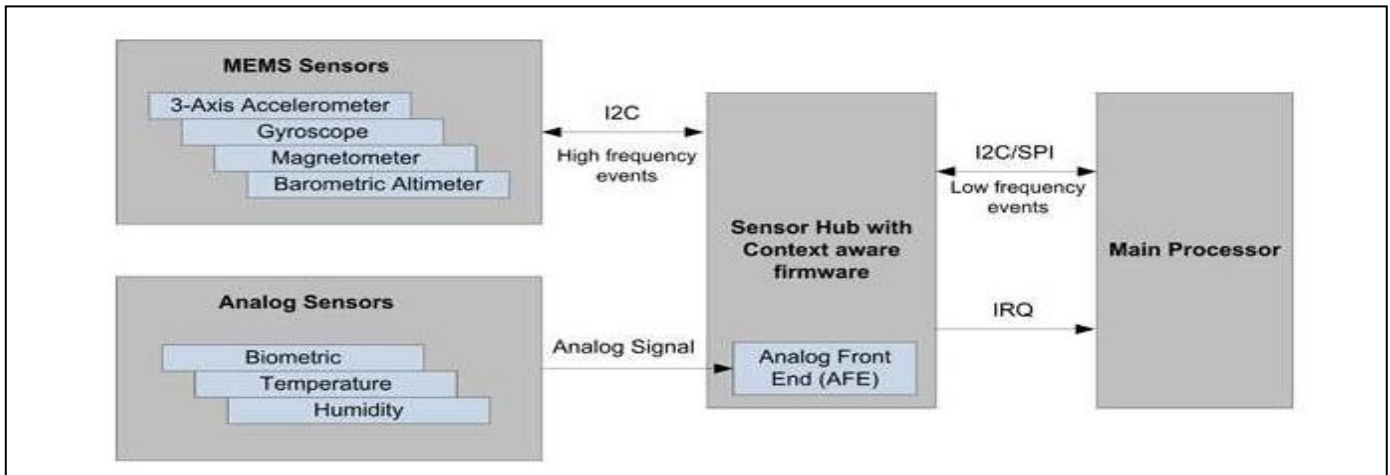 MEMS Sensors
3-Axis Accelerometer
Gyroscope
Magnetometer
Barometric Altimeter
I2C
High frequency
events
Analog Sensors
Biometric
Temperature
Humidity
Analog Signal
Sensor Hub with
Context aware
firmware
Analog Front
End (AFE)
I2C/SPI
Low frequency
events
IRQ
Main Processor